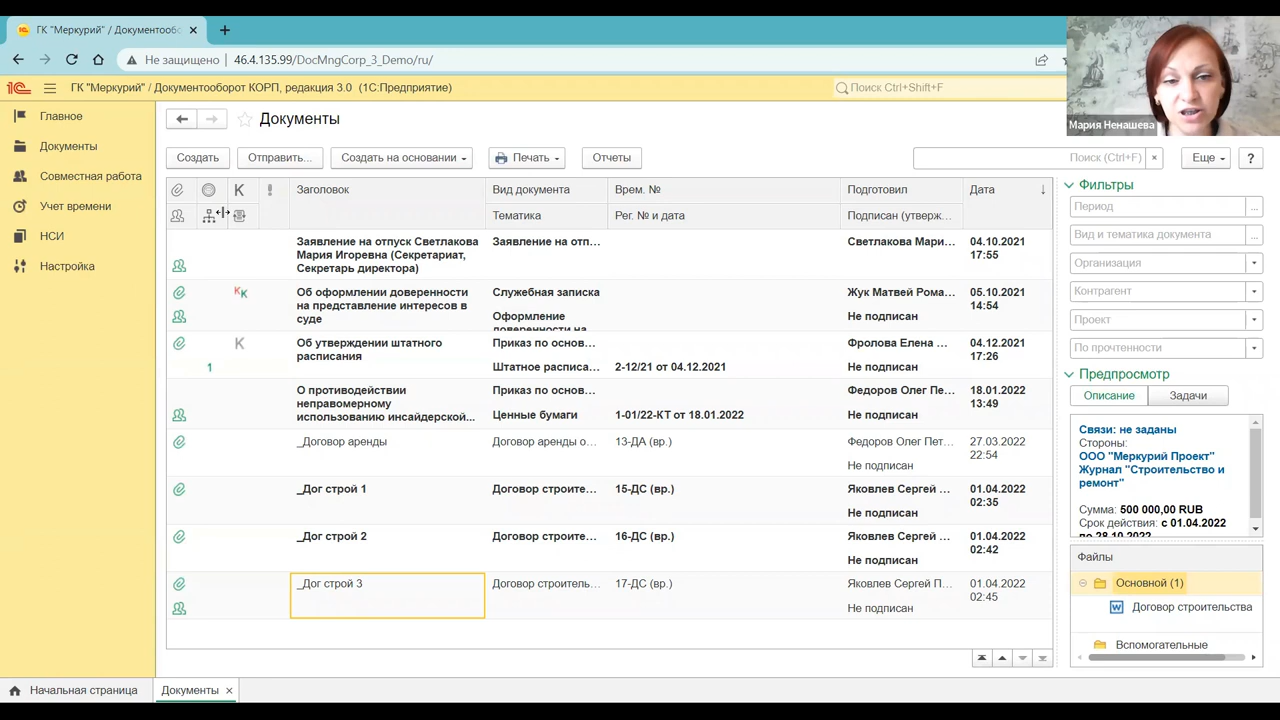 ГК "Меркурий" / Документообо
Не защищено
46.4.135.99/DocMngCorp_3_Demo/ru/
1С
ГК "Меркурий" / Документооборот КОРП, редакция 3.0 (1С:Предприятие)
Поиск Ctrl+Shift+F
Мария Ненашева
Главное
Документы
Совместная работа
Учет времени
НСИ
Настройка
Документы
Создать
Отправить...
Создать на основании
Печать
Отчеты
Поиск (Ctrl+F)
×
Еще
?
К
!
Заголовок
Вид документа
Врем. №
Подготовил
Дата
Тематика
Рег. № и дата
Подписан (утверж...
Заявление на отпуск Светлакова
Мария Игоревна (Секретариат,
Секретарь директора)
Заявление на отп...
Светлакова Мари...
04.10.2021
17:55
КК
Об оформлении доверенности
на представление интересов в
суде
Служебная записка
Оформление
доверенности на
Жук Матвей Рома...
Не подписан
05.10.2021
14:54
К
1
Об утверждении штатного
расписания
Приказ по основ...
Штатное расписа...
2-12/21 от 04.12.2021
Фролова Елена ...
Не подписан
04.12.2021
17:26
О противодействии
неправомерному
использованию инсайдерской...
Приказ по основ...
Ценные бумаги
1-01/22-КТ от 18.01.2022
Федоров Олег Пе...
Не подписан
18.01.2022
13:49
_Договор аренды
Договор аренды о...
13-ДА (вр.)
Федоров Олег Пет...
Не подписан
27.03.2022
22:54
_Дог строй 1
Договор строите...
15-ДС (вр.)
Яковлев Сергей ...
Не подписан
01.04.2022
02:35
_Дог строй 2
Договор строите...
16-ДС (вр.)
Яковлев Сергей ...
Не подписан
01.04.2022
02:42
_Дог строй 3
Договор строитель...
17-ДС (вр.)
Яковлев Сергей П...
Не подписан
01.04.2022
02:45
Фильтры
Период
Вид и тематика документа
Организация
Контрагент
Проект
По прочтенности
Предпросмотр
Описание
Задачи
Связи: не заданы
Стороны:
ООО "Меркурий Проект"
Журнал "Строительство и
ремонт"
Сумма: 500 000,00 RUB
Срок действия: с 01.04.2022
по 28.10.2022
Файлы
Основной (1)
Договор строительства
Вспомогательные
Начальная страница
Документы ×